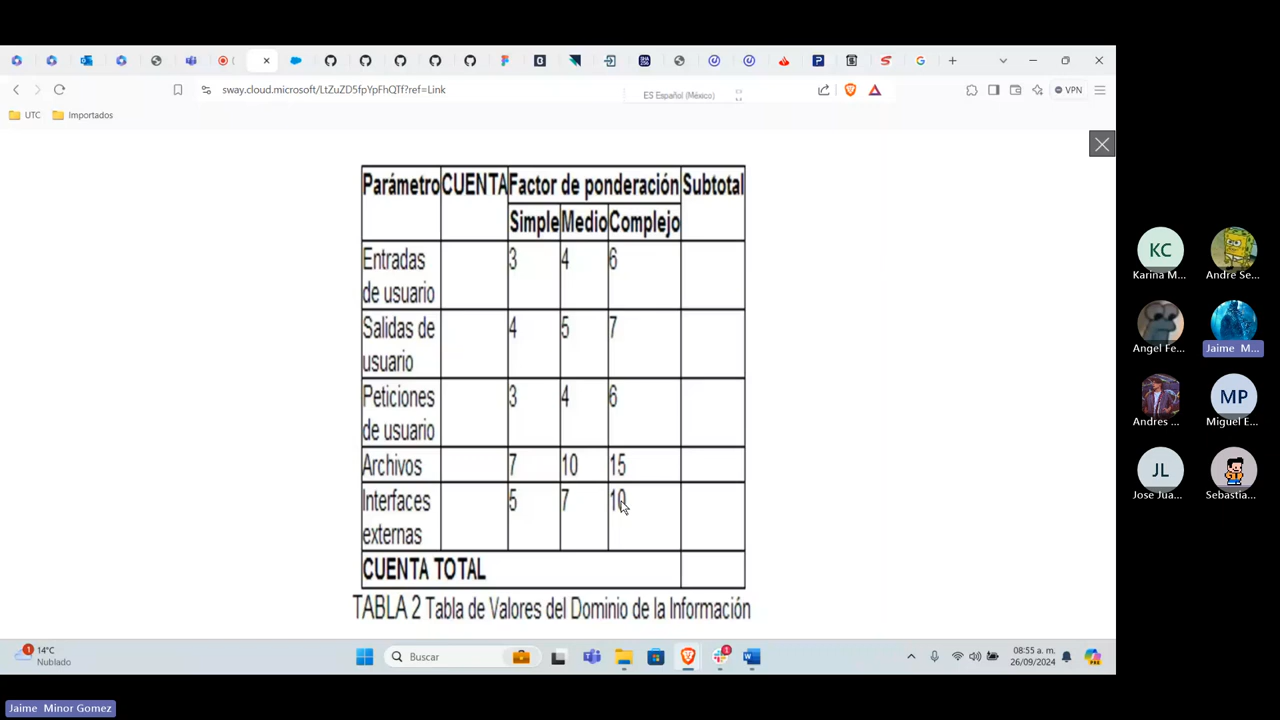 sway.cloud.microsoft/LtZuZD5fpYpFhQTf?ref=Link
ES Español (México)
VPN
UTC
Importados
Parámetro CUENTA Factor de ponderación Subtotal
Simple Medio Complejo
Entradas de usuario 3 4 6
Salidas de usuario 4 5 7
Peticiones de usuario 3 4 6
Archivos 7 10 15
Interfaces externas 5 7 10
CUENTA TOTAL
TABLA 2 Tabla de Valores del Dominio de la Información
KC
Karina M...
Andre Se...
Angel Fe...
Jaime M...
Andres ...
MP
Miguel E...
JL
Jose Jua...
Sebastia...
1
14°C
Nublado
Buscar
08:55 a. m.
26/09/2024
Jaime Minor Gomez